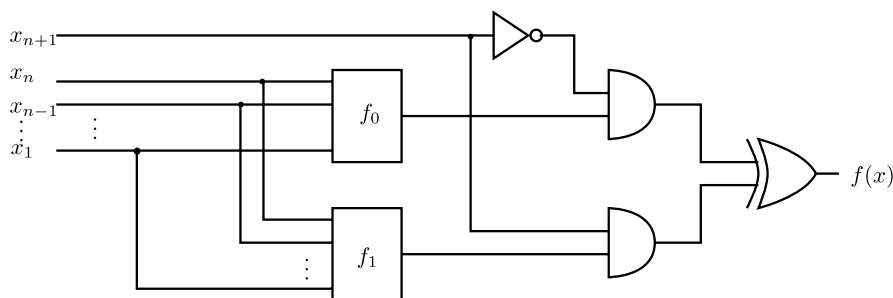 x_{n+1}
x_n
x_{n-1}
⋮ ⋮
x_1
f_0
f_1
⋮
f(x)